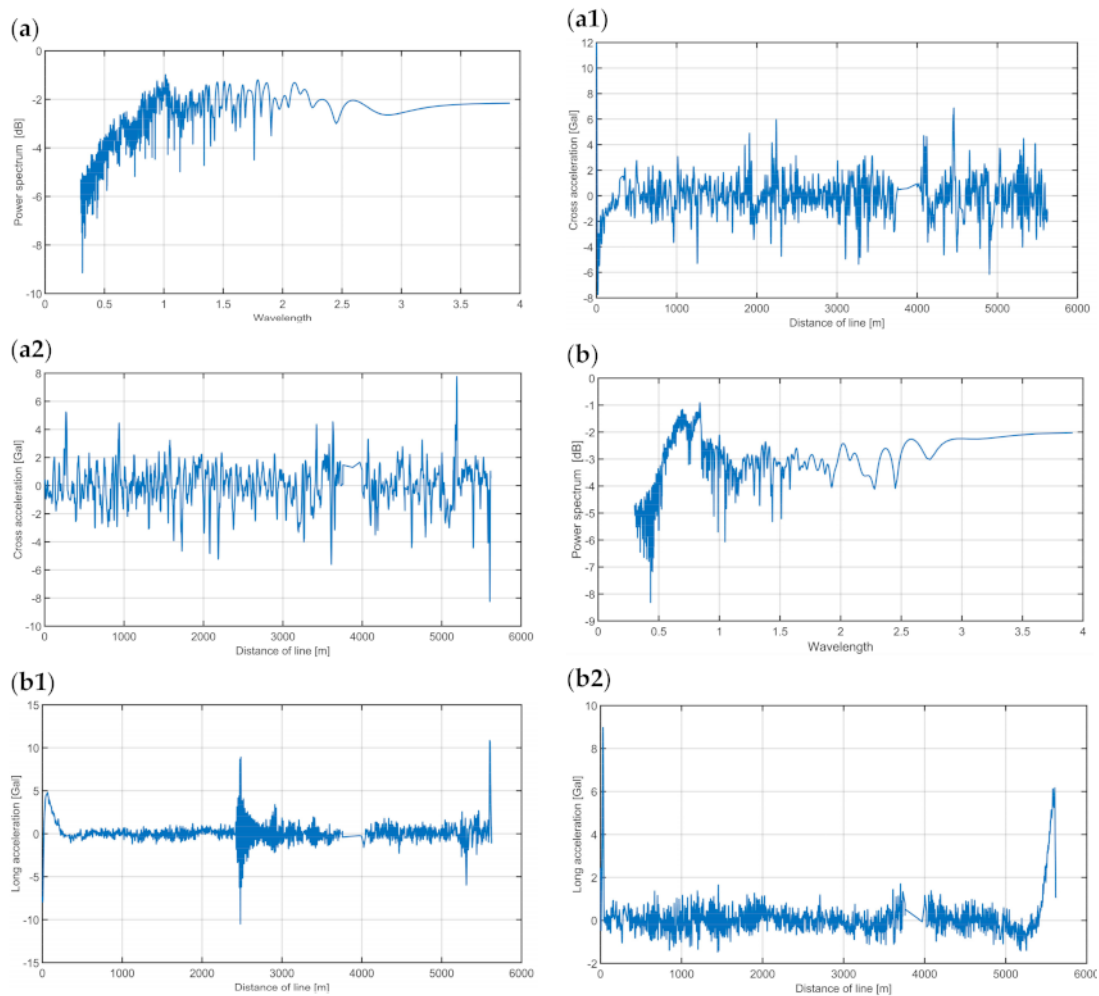 (a)
0
-2
-4
-6
-8
-10
Power spectrum [dB]
0 0.5 1 1.5 2 2.5 3 3.5 4
Wavelength
(a1)
12
10
8
6
4
2
0
-2
-4
-6
-8
Cross acceleration [Gal]
0 1000 2000 3000 4000 5000 6000
Distance of line [m]
(a2)
8
6
4
2
0
-2
-4
-6
-8
-10
Cross acceleration [Gal]
0 1000 2000 3000 4000 5000 6000
Distance of line [m]
(b)
0
-1
-2
-3
-4
-5
-6
-7
-8
-9
Power spectrum [dB]
0 0.5 1 1.5 2 2.5 3 3.5 4
Wavelength
(b1)
15
10
5
0
-5
-10
-15
Long acceleration [Gal]
0 1000 2000 3000 4000 5000 6000
Distance of line [m]
(b2)
10
8
6
4
2
0
-2
Long acceleration [Gal]
0 1000 2000 3000 4000 5000 6000
Distance of line [m]